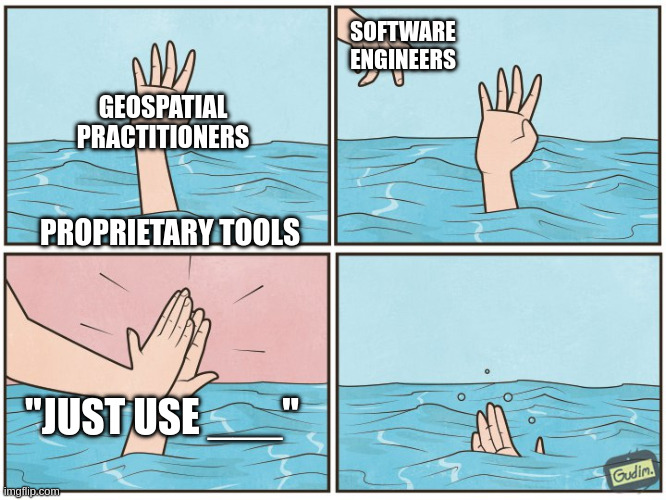 GEOSPATIAL
PRACTITIONERS
PROPRIETARY TOOLS
SOFTWARE
ENGINEERS
"JUST USE ___"
Gudim.
imgflip.com